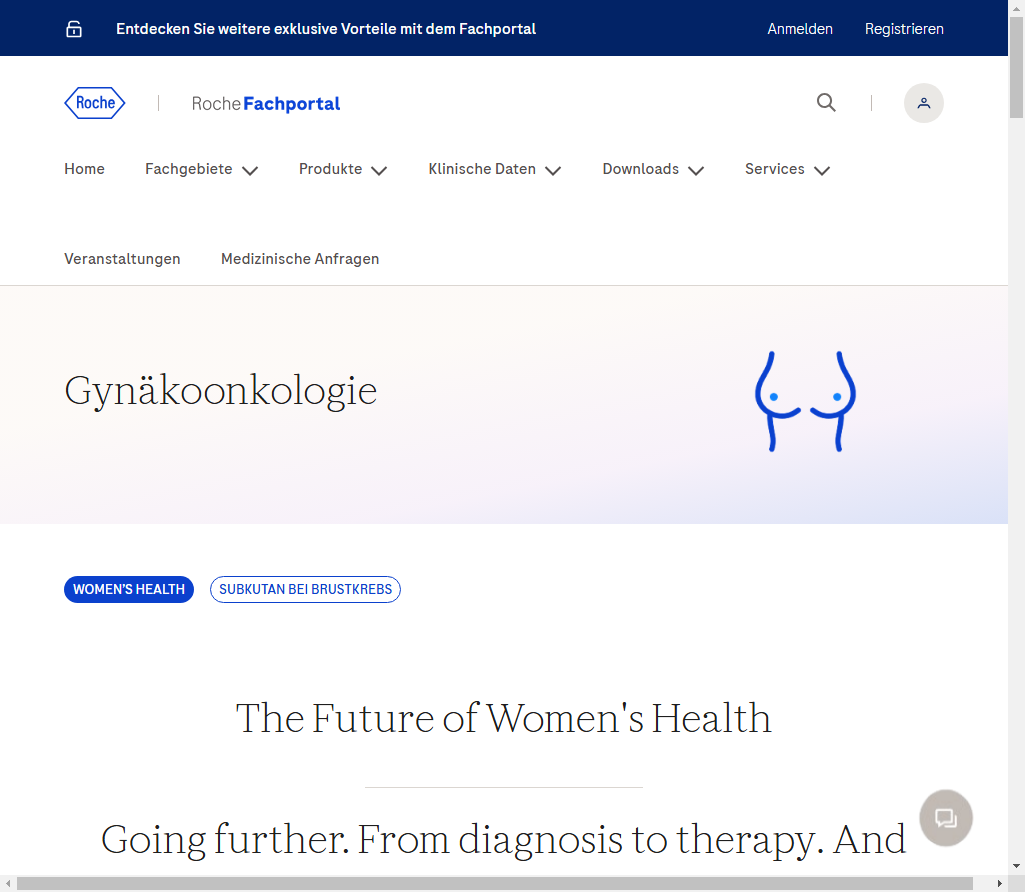 Entdecken Sie weitere exklusive Vorteile mit dem Fachportal
Anmelden
Registrieren
Roche
RocheFachportal
Home
Fachgebiete
Produkte
Klinische Daten
Downloads
Services
Veranstaltungen
Medizinische Anfragen
Gynäkoonkologie
WOMEN'S HEALTH
SUBKUTAN BEI BRUSTKREBS
The Future of Women's Health
Going further. From diagnosis to therapy. And